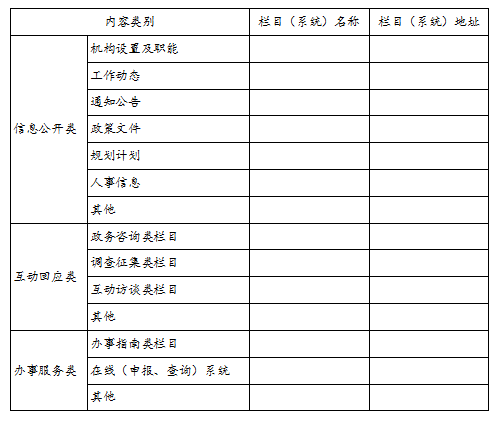 内容类别 栏目（系统）名称 栏目（系统）地址
信息公开类
机构设置及职能
工作动态
通知公告
政策文件
规划计划
人事信息
其他
互动回应类
政务咨询类栏目
调查征集类栏目
互动访谈类栏目
其他
办事服务类
办事指南类栏目
在线（申报、查询）系统
其他